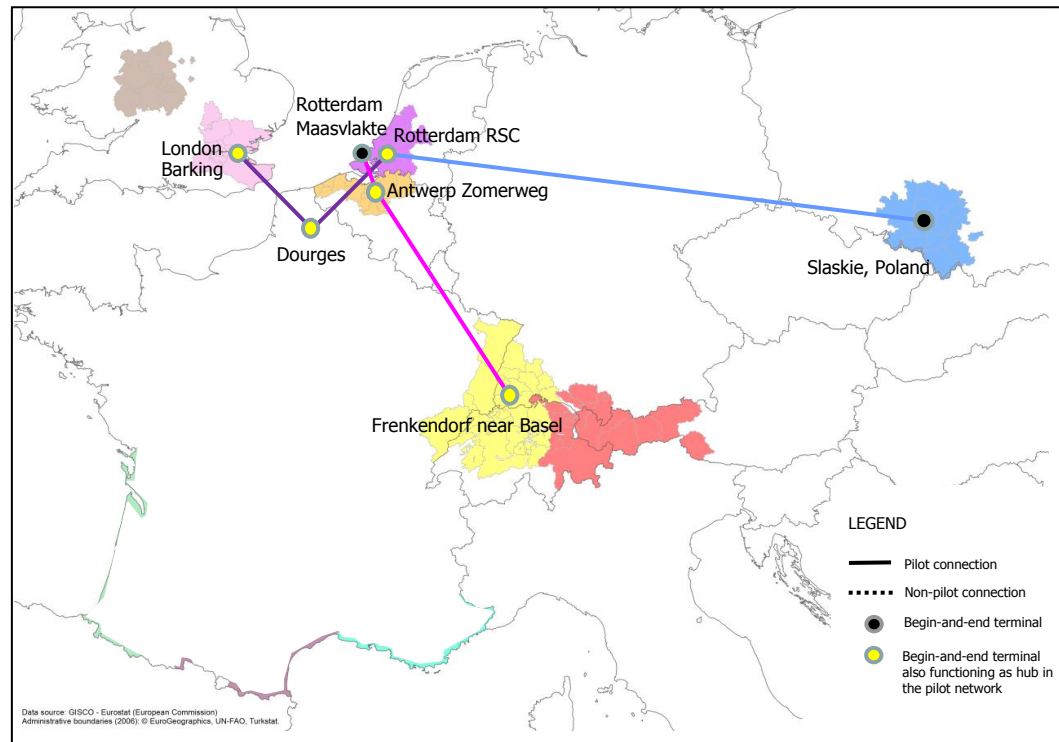 Rotterdam
Maasvlakte
Rotterdam RSC
London
Barking
Antwerp Zomerweg
Dourges
Slaskie, Poland
Frenkendorf near Basel
LEGEND
Pilot connection
Non-pilot connection
Begin-and-end terminal
Begin-and-end terminal
also functioning as hub in
the pilot network
Data source: GISCO - Eurostat (European Commission)
Administrative boundaries (2006): © EuroGeographics, UN-FAO, Turkstat.